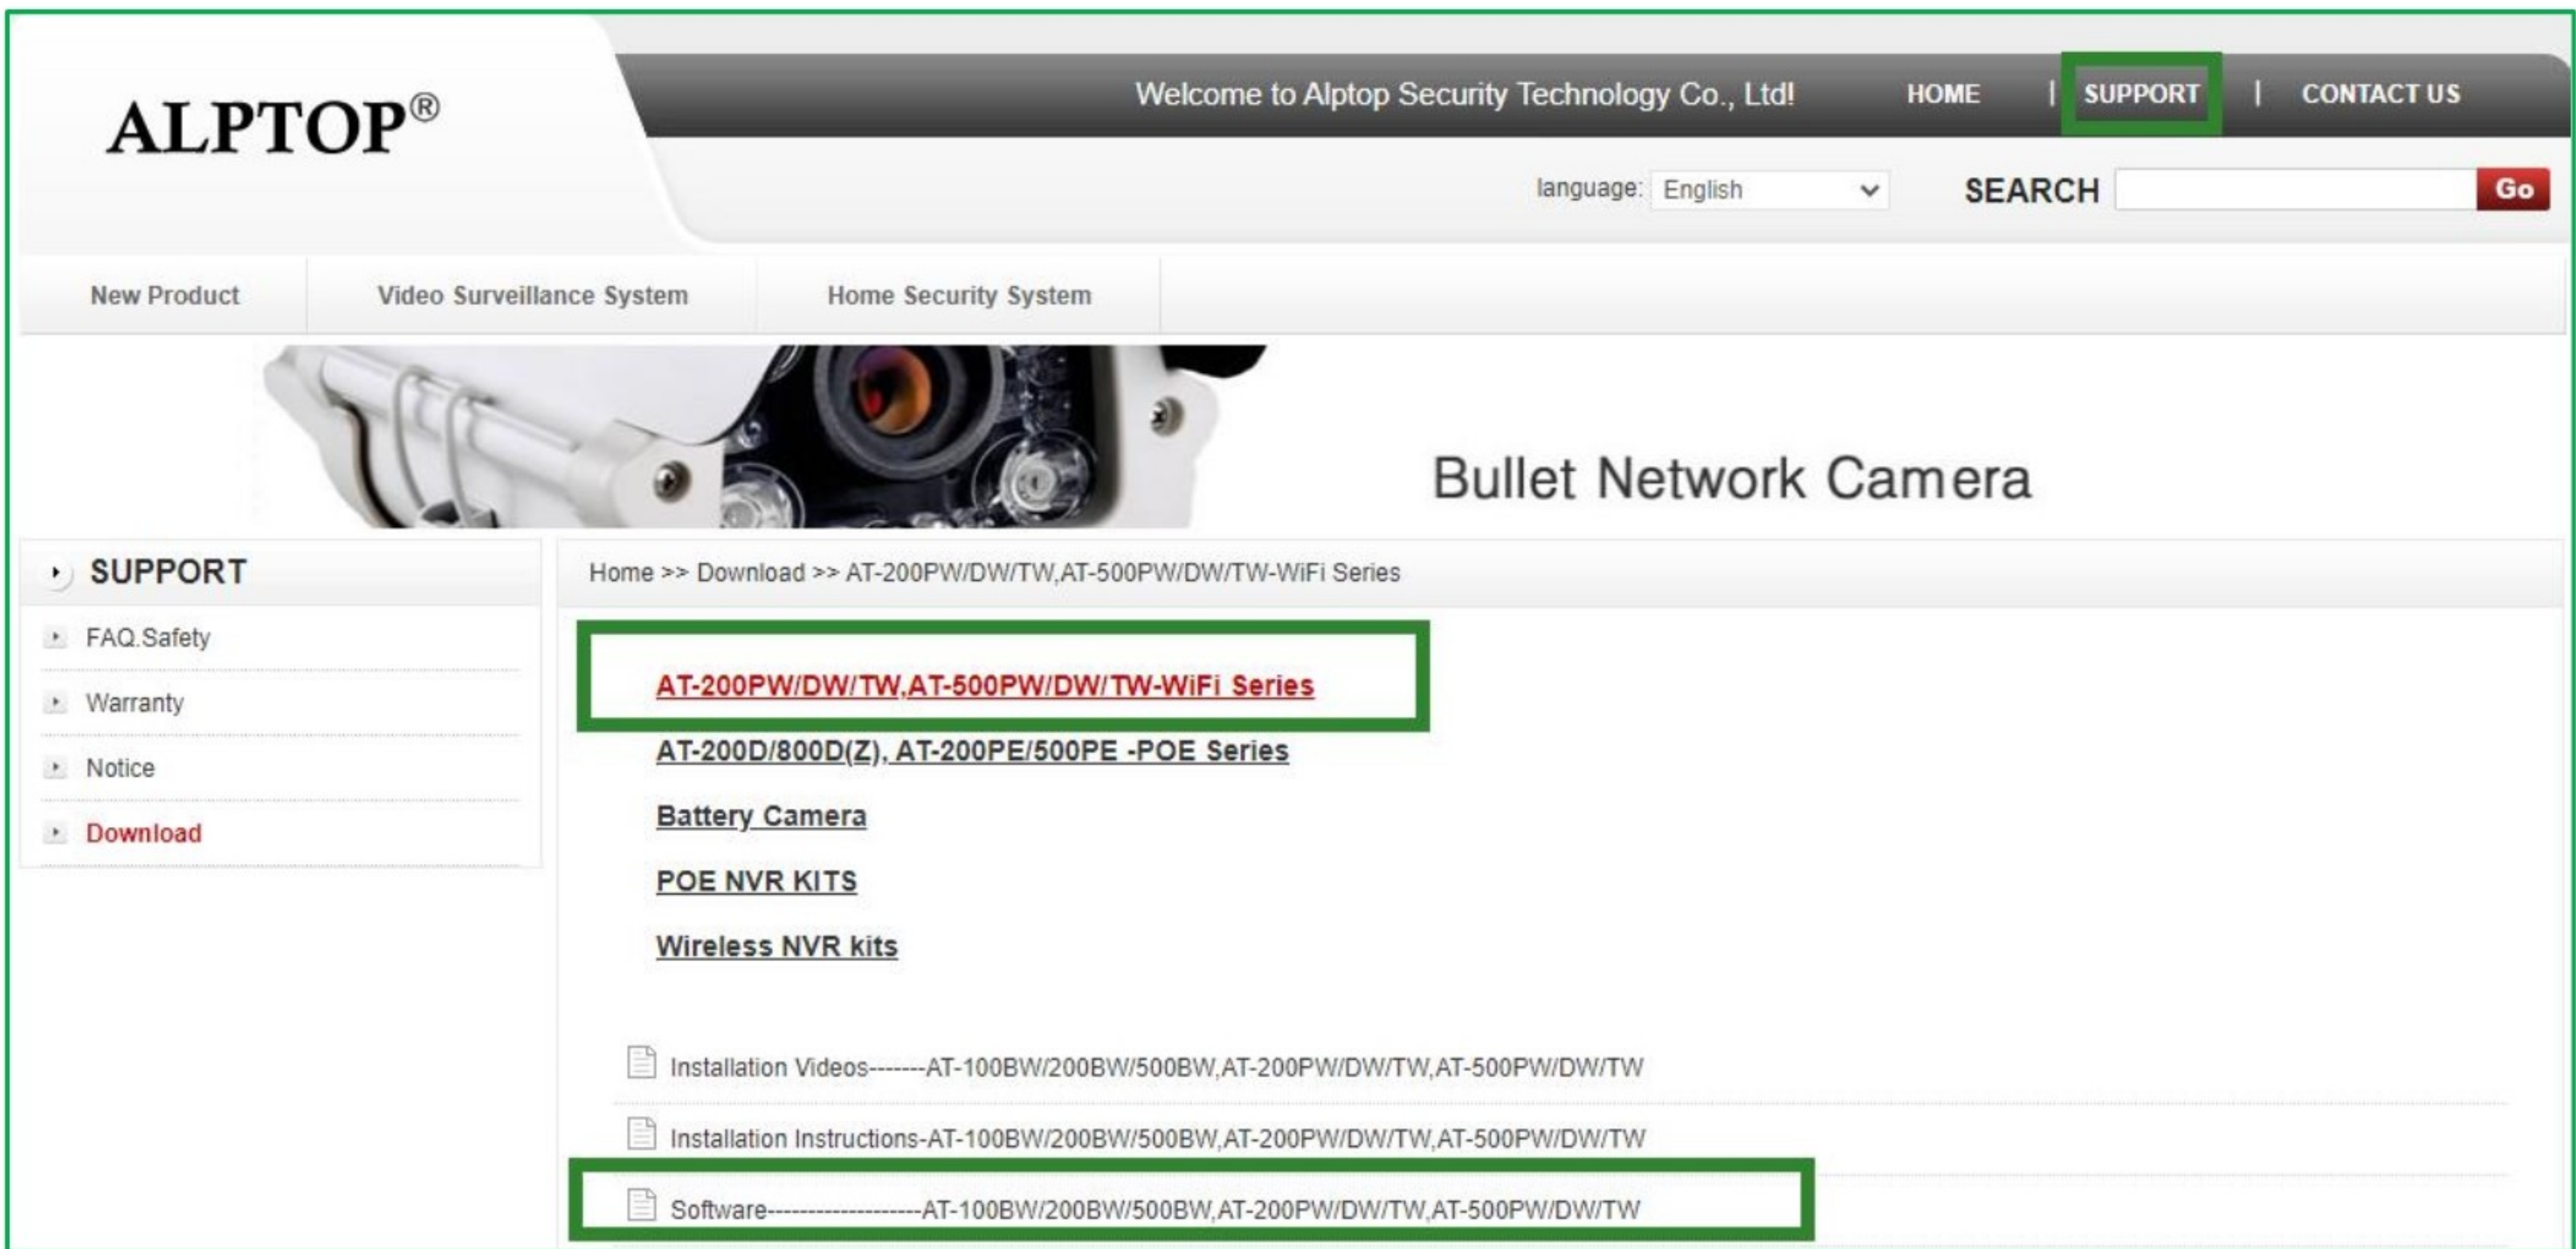 ALPTOP®
Welcome to Alptop Security Technology Co., Ltd!
HOME | SUPPORT | CONTACT US
language: English
SEARCH
Go
New Product
Video Surveillance System
Home Security System
Bullet Network Camera
SUPPORT
FAQ.Safety
Warranty
Notice
Download
Home >> Download >> AT-200PW/DW/TW,AT-500PW/DW/TW-WiFi Series
AT-200PW/DW/TW,AT-500PW/DW/TW-WiFi Series
AT-200D/800D(Z), AT-200PE/500PE -POE Series
Battery Camera
POE NVR KITS
Wireless NVR kits
Installation Videos-------AT-100BW/200BW/500BW,AT-200PW/DW/TW,AT-500PW/DW/TW
Installation Instructions-AT-100BW/200BW/500BW,AT-200PW/DW/TW,AT-500PW/DW/TW
Software-------------------AT-100BW/200BW/500BW,AT-200PW/DW/TW,AT-500PW/DW/TW